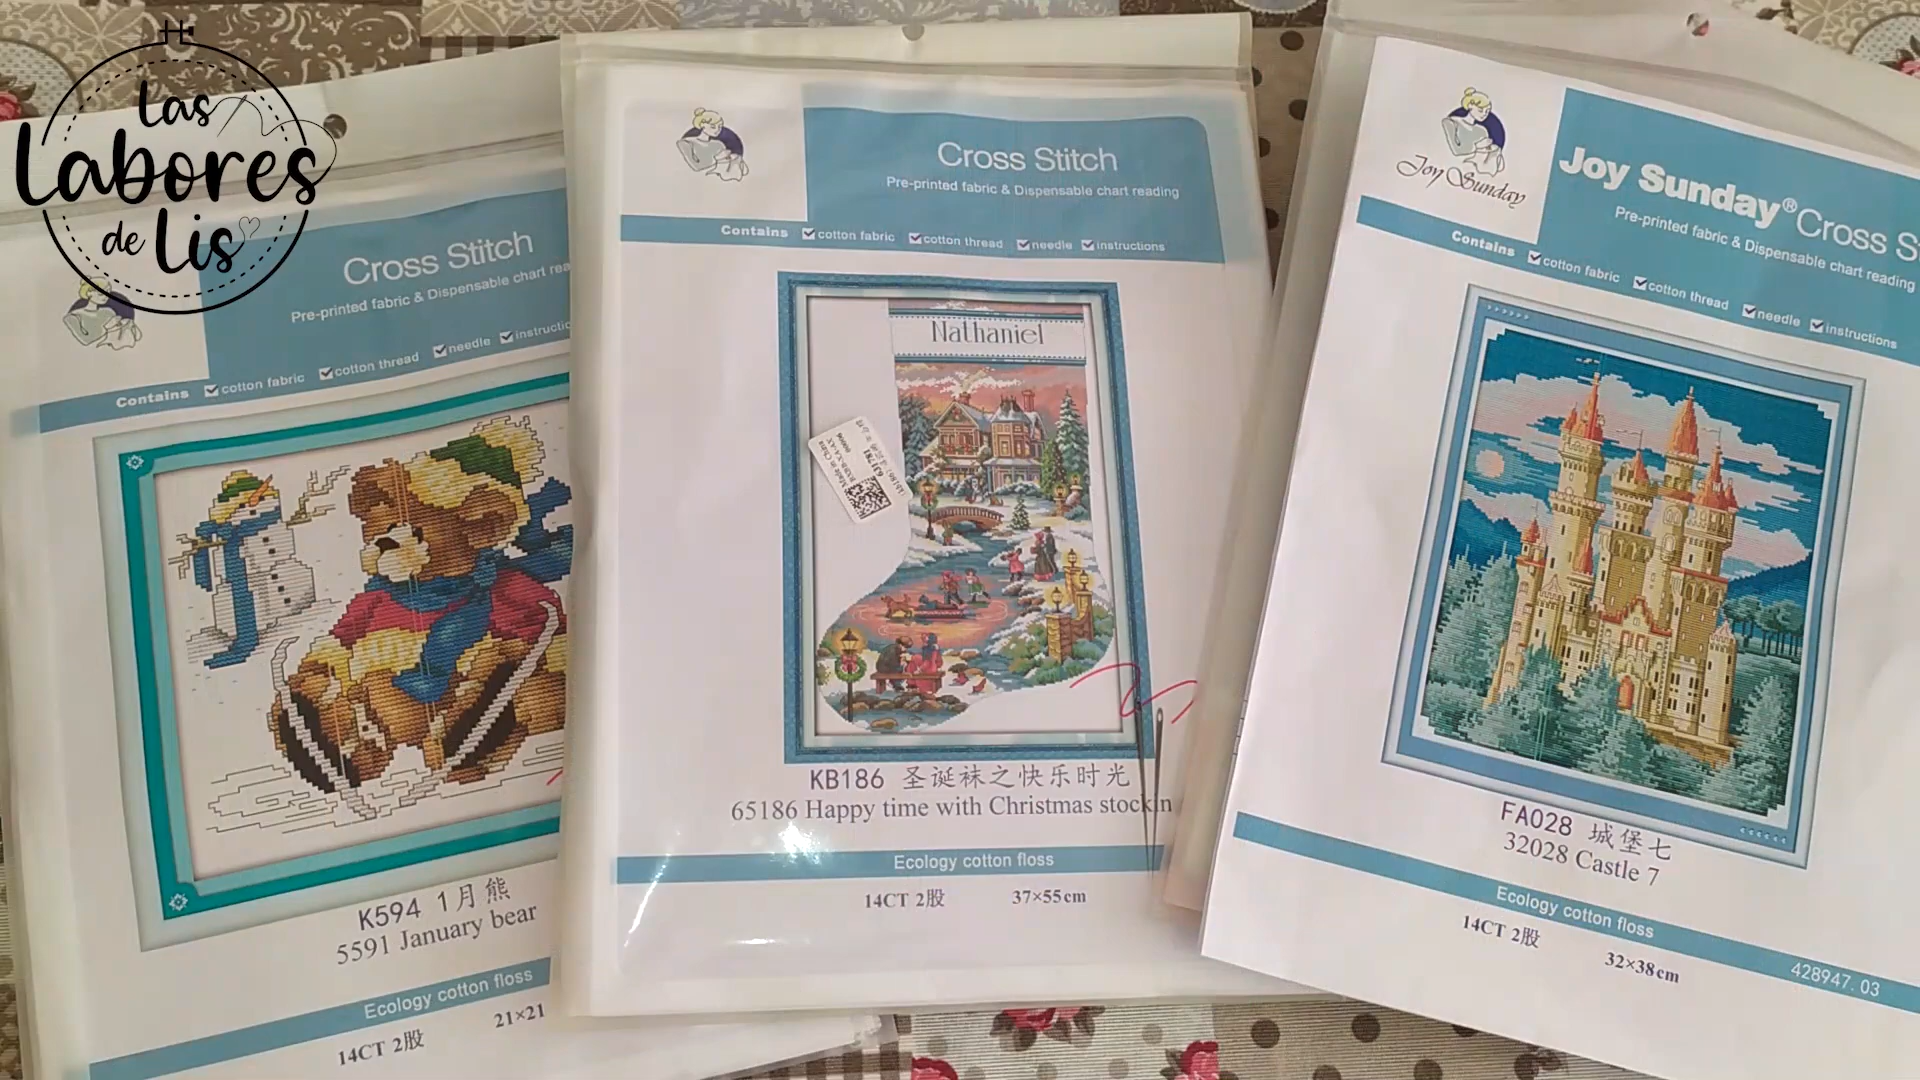 Las
Labores
de Lis
Cross Stitch
Pre-printed fabric & Dispensable chart rea
Contains cotton fabric cotton thread needle instructio
K594 1月熊
5591 January bear
Ecology cotton floss
14CT 2股 21×21
Cross Stitch
Pre-printed fabric & Dispensable chart reading
Contains cotton fabric cotton thread needle instructions
Nathaniel
Made in China
631781
KB186 圣诞袜之快乐时光
65186 Happy time with Christmas stockin
Ecology cotton floss
14CT 2股 37×55cm
Joy Sunday
Joy Sunday® Cross S
Pre-printed fabric & Dispensable chart reading
Contains cotton fabric cotton thread needle instructions
FA028 城堡七
32028 Castle 7
Ecology cotton floss
428947.03
14CT 2股 32×38cm